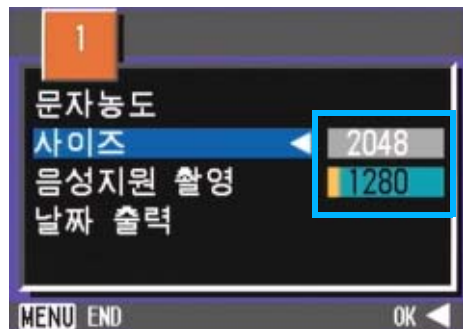 1
문자농도
사이즈 ◀ 2048
음성지원 촬영 1280
날짜 출력
MENU END OK ◀